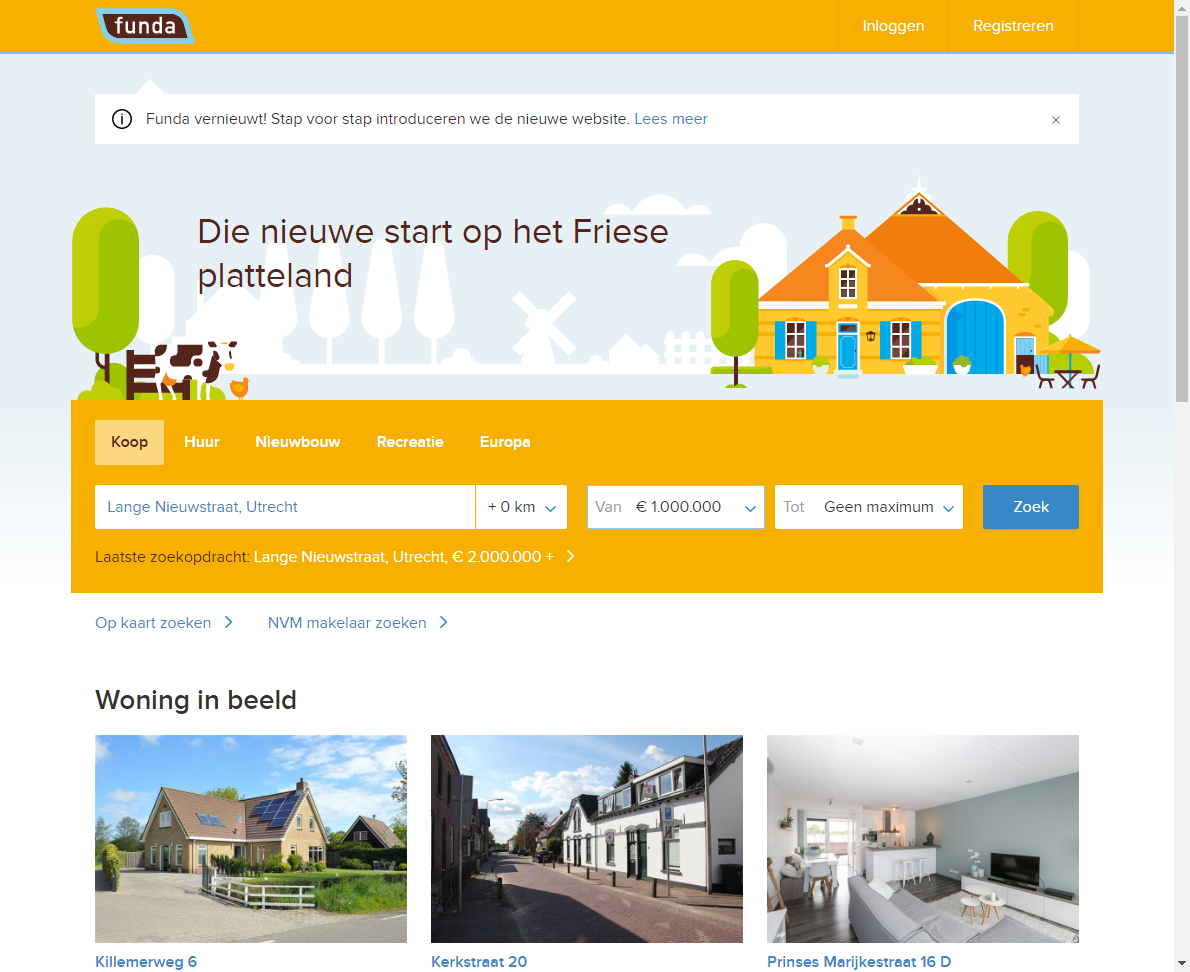 funda
Inloggen
Registreren
Funda vernieuwt! Stap voor stap introduceren we de nieuwe website. Lees meer
Die nieuwe start op het Friese
platteland
Koop
Huur
Nieuwbouw
Recreatie
Europa
Lange Nieuwstraat, Utrecht
+ 0 km
Van € 1.000.000
Tot Geen maximum
Zoek
Laatste zoekopdracht: Lange Nieuwstraat, Utrecht, € 2.000.000 +
Op kaart zoeken
NVM makelaar zoeken
Woning in beeld
Killemerweg 6
Kerkstraat 20
Prinses Marijkestraat 16 D